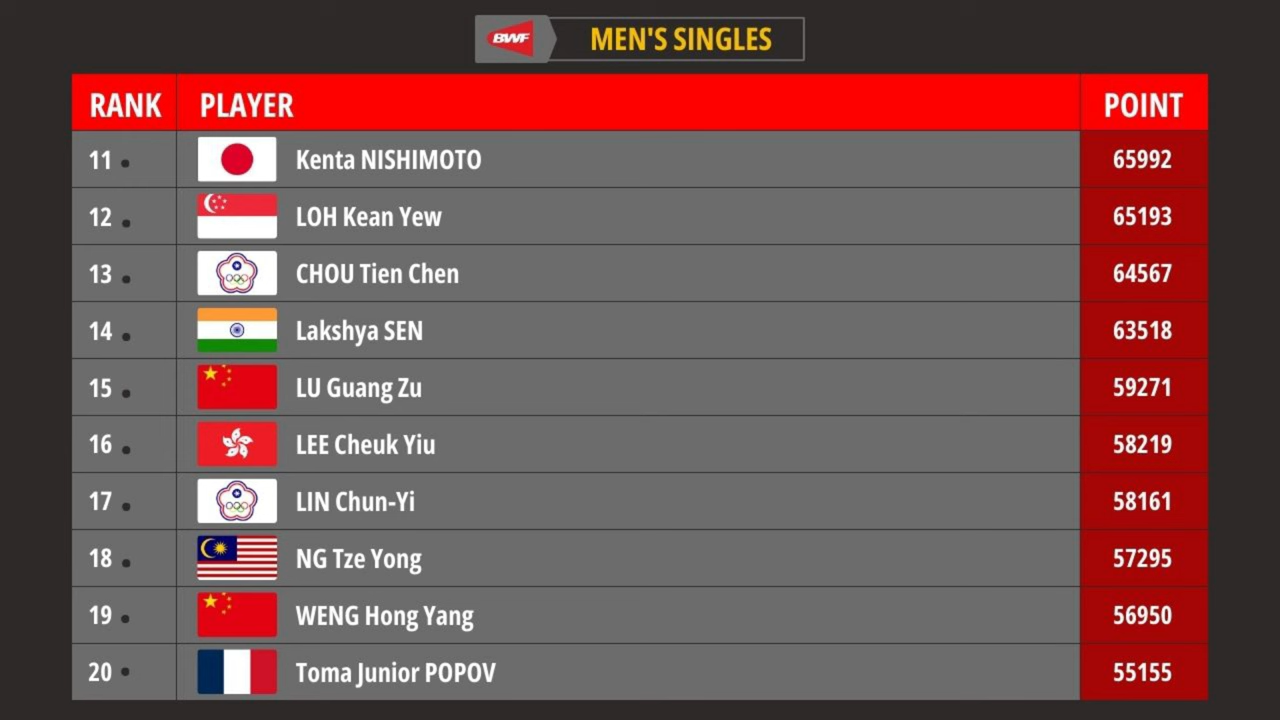 BWF MEN'S SINGLES
RANK PLAYER POINT
11 Kenta NISHIMOTO 65992
12 LOH Kean Yew 65193
13 CHOU Tien Chen 64567
14 Lakshya SEN 63518
15 LU Guang Zu 59271
16 LEE Cheuk Yiu 58219
17 LIN Chun-Yi 58161
18 NG Tze Yong 57295
19 WENG Hong Yang 56950
20 Toma Junior POPOV 55155